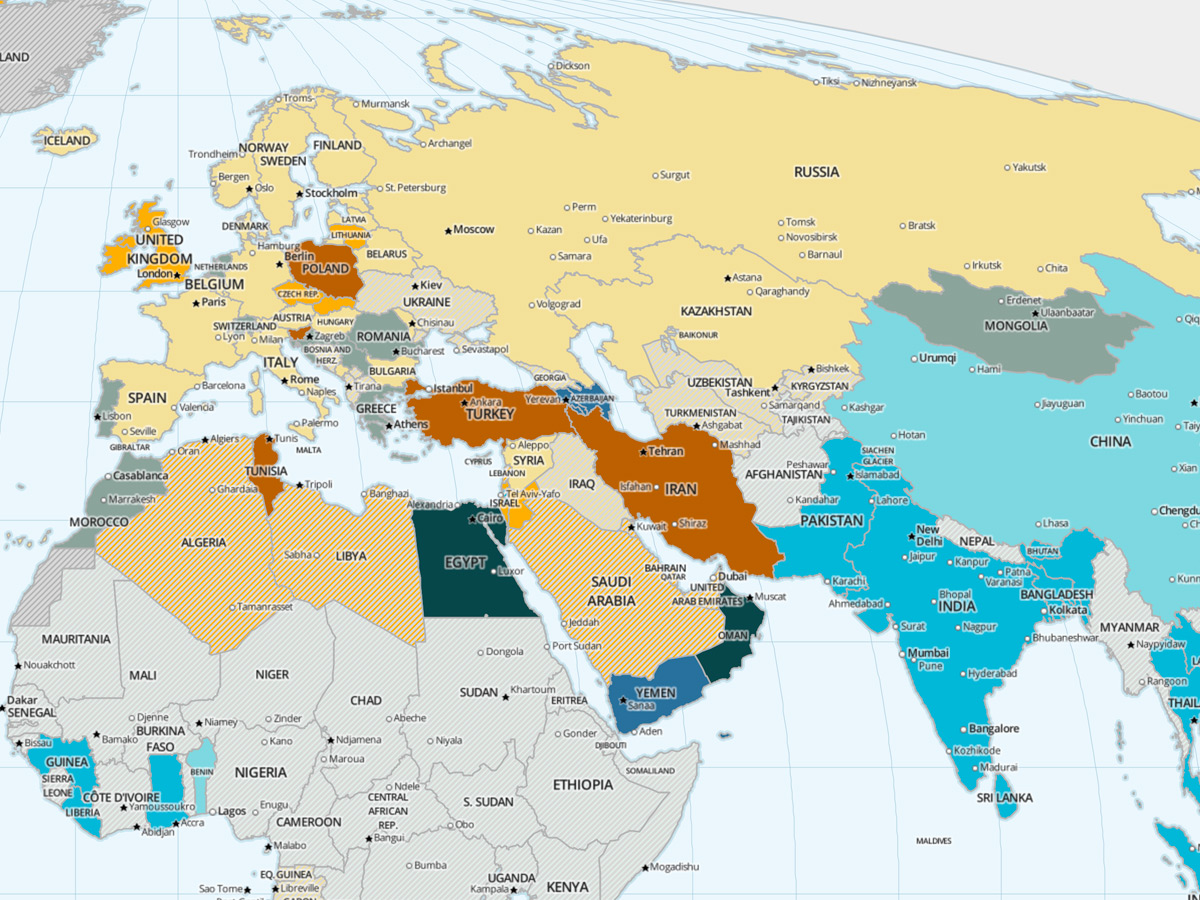 LAND
Dickson
Tiksi
Nizhneyansk
Troms
Murmansk
ICELAND
Archangel
NORWAY
FINLAND
Trondheim
SWEDEN
Yakutsk
RUSSIA
Surgut
Bergen
Oslo
Stockholm
St. Petersburg
Perm
Yekaterinburg
Tomsk
Bratsk
Glasgow
LATVIA
DENMARK
Moscow
Kazan
Ufa
Novosibirsk
LITHUANIA
UNITED
KINGDOM
Hamburg
Berlin
BELARUS
Samara
Barnaul
NETHERLANDS
POLAND
Irkutsk
Chita
London
BELGIUM
Kiev
Astana
CZECH REP.
Qaraghandy
Paris
UKRAINE
Volgograd
Erdenet
AUSTRIA
HUNGARY
Chisinau
KAZAKHSTAN
Ulaanbaatar
MONGOLIA
Qiq
SWITZERLAND
Lyon
Milan
Zagreb
ROMANIA
BAIKONUR
BOSNIA AND
HERZ.
Bucharest
Sevastapol
ITALY
Urumqi
Hami
BULGARIA
Bishkek
Rome
Tirana
GEORGIA
UZBEKISTAN
KYRGYZSTAN
Barcelona
Naples
Istanbul
Tashkent
SPAIN
Ankara
Yerevan
AZERBAIJAN
Baotou
Valencia
GREECE
TURKEY
TURKMENISTAN
Samarqand
Kashgar
Jiayuguan
Lisbon
Palermo
Athens
Ashgabat
TAJIKISTAN
Yinchuan
Tai
Seville
GIBRALTAR
Algiers
Tunis
MALTA
Aleppo
Tehran
Mashhad
Hotan
CHINA
Oran
SYRIA
SIACHEN
GLACIER
CYPRUS
LEBANON
IRAQ
Isfahan
IRAN
AFGHANISTAN
Peshawar
Islamabad
Xian
Casablanca
TUNISIA
Tripoli
Banghazi
Tel Aviv-Yafo
ISRAEL
Marrakesh
Ghardaia
Alexandria
Kandahar
Lahore
Chengdu
MOROCCO
Cairo
Kuwait
Shiraz
PAKISTAN
Lhasa
Ch
New
Delhi
NEPAL
ALGERIA
Sabha
LIBYA
EGYPT
Luxor
BAHRAIN
QATAR
Dubai
Jaipur
Kanpur
BHUTAN
SAUDI
ARABIA
UNITED
ARAB EMIRATES
Karachi
Patna
Varanasi
Kunn
Muscat
Ahmedabad
Bhopal
INDIA
BANGLADESH
Kolkata
Tamanrasset
Jeddah
OMAN
Surat
Nagpur
MYANMAR
MAURITANIA
Port Sudan
Bhubaneshwar
Naypydaw
Nouakchott
MALI
NIGER
Dongola
Mumbai
Pune
Hyderabad
Rangoon
LA
SUDAN
Khartoum
YEMEN
Sanaa
Dakar
SENEGAL
CHAD
ERITREA
THAIL
Djenne
Niamey
Zinder
Abeche
Aden
Bangalore
BURKINA
FASO
Bissau
Bamako
Kano
Ndjamena
Niyala
Gonder
DJIBOUTI
Kozhikode
Madurai
GUINEA
Maroua
SOMALILAND
BENIN
NIGERIA
SIERRA
LEONE
Ndele
ETHIOPIA
CÔTE D'IVOIRE
Yamoussoukro
Lagos
Enugu
CENTRAL
AFRICAN
REP.
S. SUDAN
SRI LANKA
LIBERIA
Accra
CAMEROON
Obo
Abidjan
Bangui
Malabo
MALDIVES
Bumba
Mogadishu
EQ. GUINEA
UGANDA
Sao Tome
Libreville
Kampala
KENYA